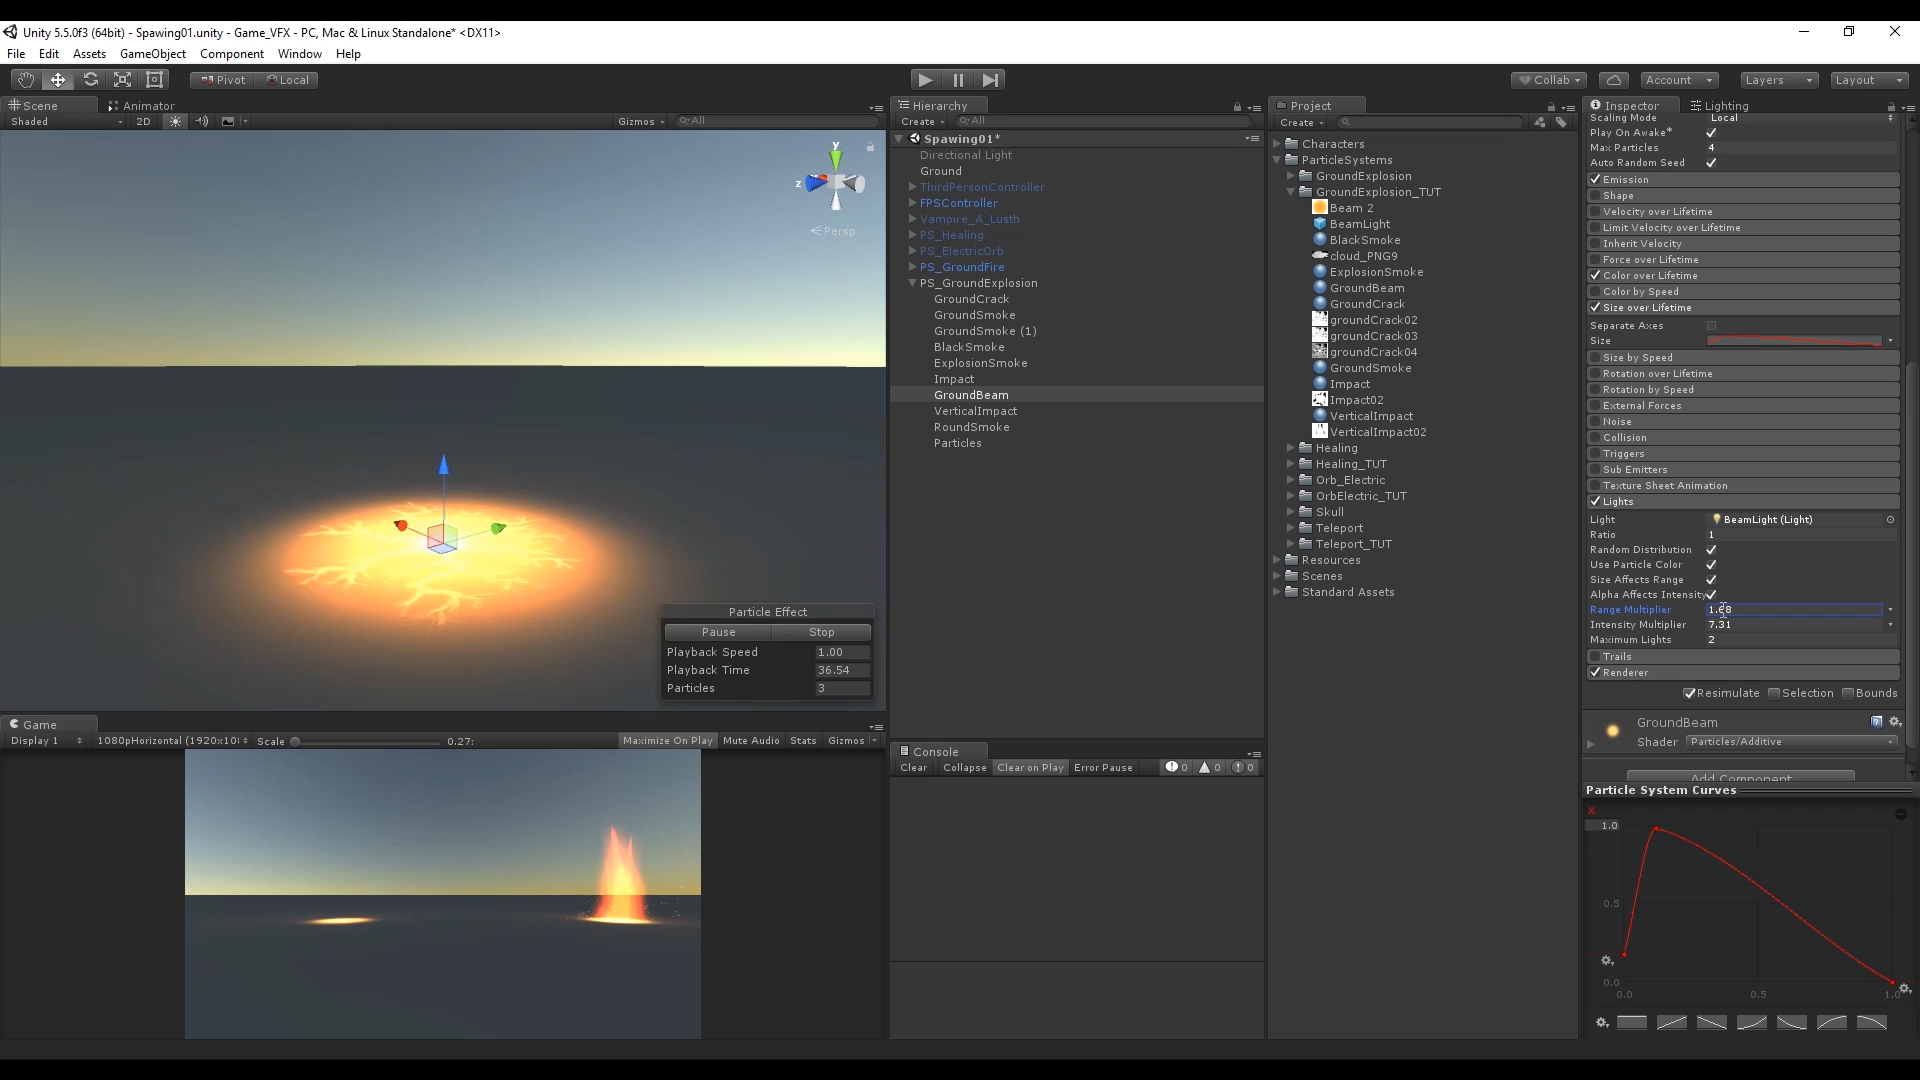 Unity 5.5.0f3 (64bit) - Spawing01.unity - Game_VFX - PC, Mac & Linux Standalone* <DX11>
File Edit Assets GameObject Component Window Help
Pivot Local Collab Account Layers Layout
Scene Animator
Shaded 2D Gizmos All
y
z
Persp
Particle Effect
Pause Stop
Playback Speed 1.00
Playback Time 36.54
Particles 3
Game
Display 1 1080pHorizontal (1920x10 Scale 0.27: Maximize On Play Mute Audio Stats Gizmos
Hierarchy
Create All
Spawing01*
Directional Light
Ground
ThirdPersonController
FPSController
Vampire_A_Lusth
PS_Healing
PS_ElectricOrb
PS_GroundFire
PS_GroundExplosion
GroundCrack
GroundSmoke
GroundSmoke (1)
BlackSmoke
ExplosionSmoke
Impact
GroundBeam
VerticalImpact
RoundSmoke
Particles
Console
Clear Collapse Clear on Play Error Pause 0 0 0
Project
Create
Characters
ParticleSystems
GroundExplosion
GroundExplosion_TUT
Beam 2
BeamLight
BlackSmoke
cloud_PNG9
ExplosionSmoke
GroundBeam
GroundCrack
groundCrack02
groundCrack03
groundCrack04
GroundSmoke
Impact
Impact02
VerticalImpact
VerticalImpact02
Healing
Healing_TUT
Orb_Electric
OrbElectric_TUT
Skull
Teleport
Teleport_TUT
Resources
Scenes
Standard Assets
Inspector Lighting
Scaling Mode Local
Play On Awake*
Max Particles 4
Auto Random Seed
Emission
Shape
Velocity over Lifetime
Limit Velocity over Lifetime
Inherit Velocity
Force over Lifetime
Color over Lifetime
Color by Speed
Size over Lifetime
Separate Axes
Size
Size by Speed
Rotation over Lifetime
Rotation by Speed
External Forces
Noise
Collision
Triggers
Sub Emitters
Texture Sheet Animation
Lights
Light BeamLight (Light)
Ratio 1
Random Distribution
Use Particle Color
Size Affects Range
Alpha Affects Intensity
Range Multiplier
Intensity Multiplier 7.31
Maximum Lights 2
Trails
Renderer
Resimulate Selection Bounds
GroundBeam
Shader Particles/Additive
Add Component
Particle System Curves
1.0
0.5
0.0
0.0 0.5 1.0